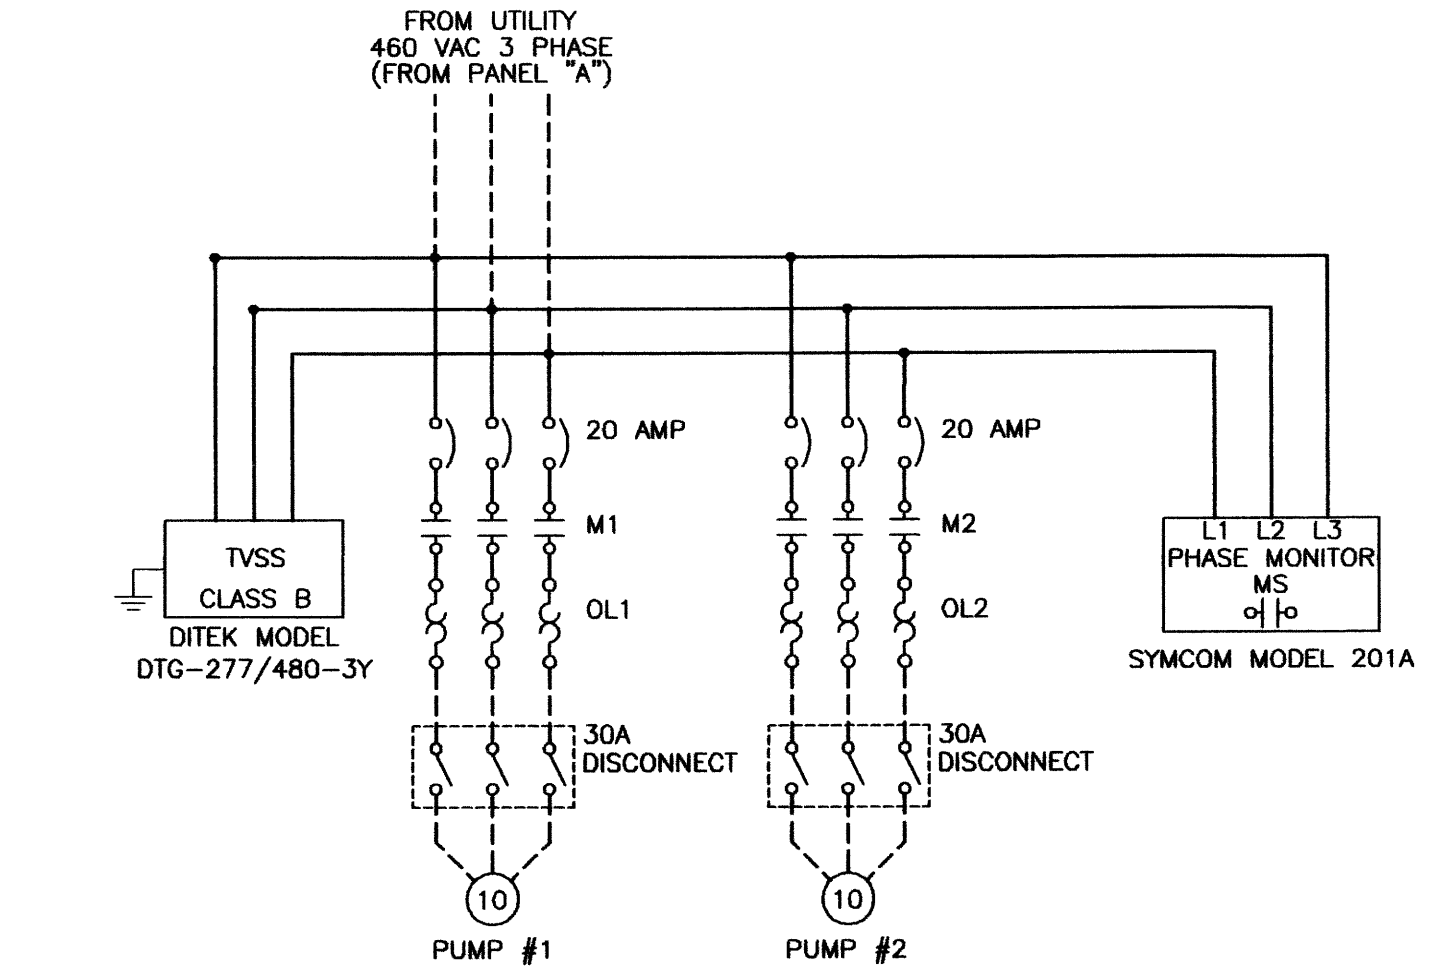 FROM UTILITY
460 VAC 3 PHASE
(FROM PANEL "A")
20 AMP
20 AMP
M1
M2
L1 L2 L3
PHASE MONITOR
MS
TVSS
CLASS B
OL1
OL2
DITEK MODEL
DTG-277/480-3Y
SYMCOM MODEL 201A
30A
DISCONNECT
30A
DISCONNECT
10
10
PUMP #1
PUMP #2